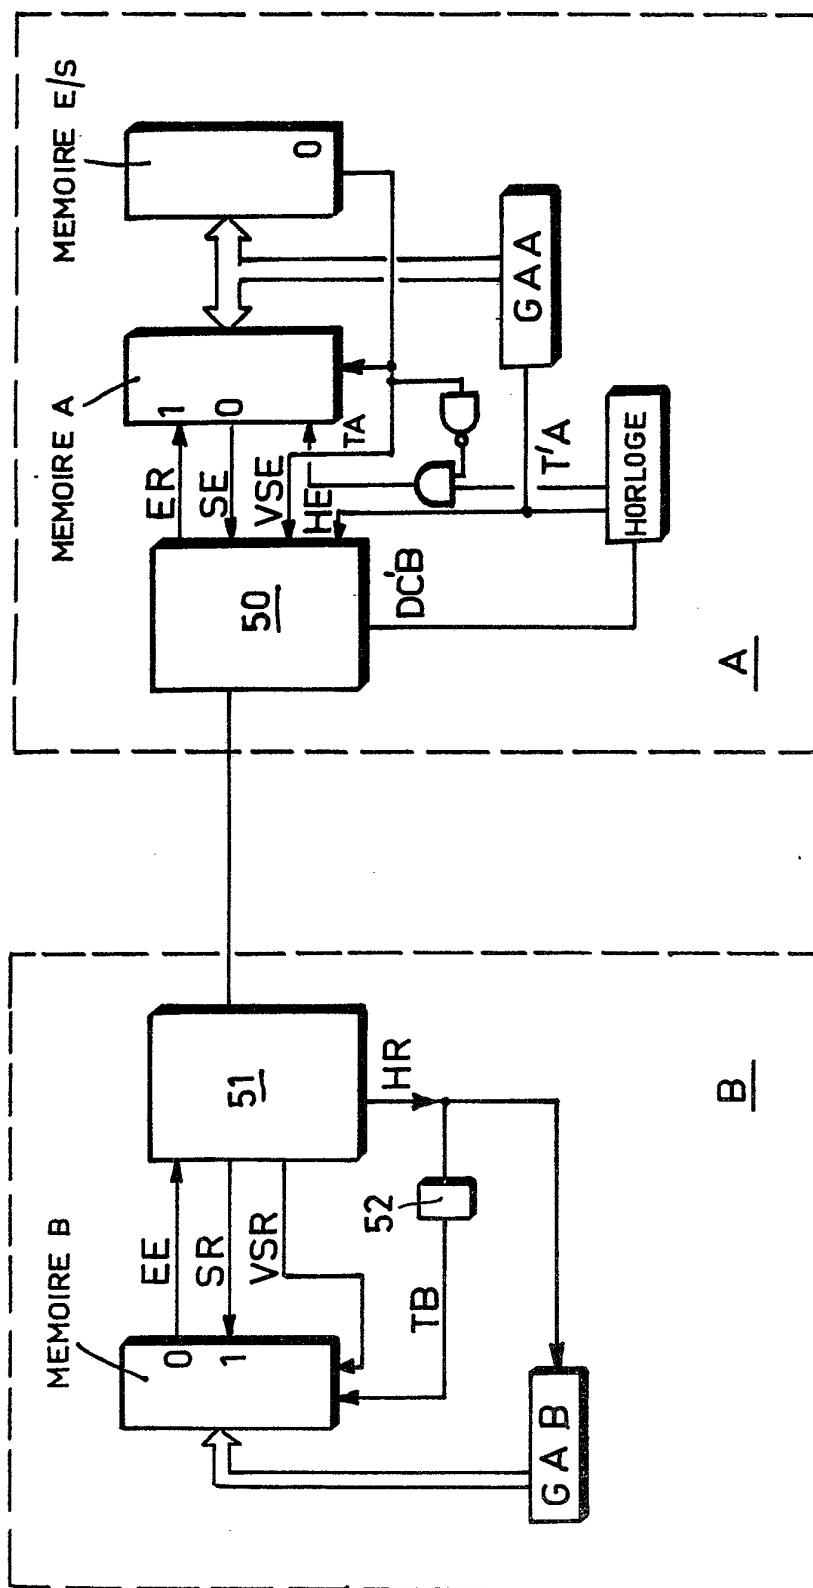 MEMOIRE B
EE
0
SR
1
VSR
51
HR
52
TB
GAB
B
MEMOIRE A
MEMOIRE E/S
ER
1
SE
0
0
VSE
HE
TA
50
DC'B
T'A
GAA
HORLOGE
A